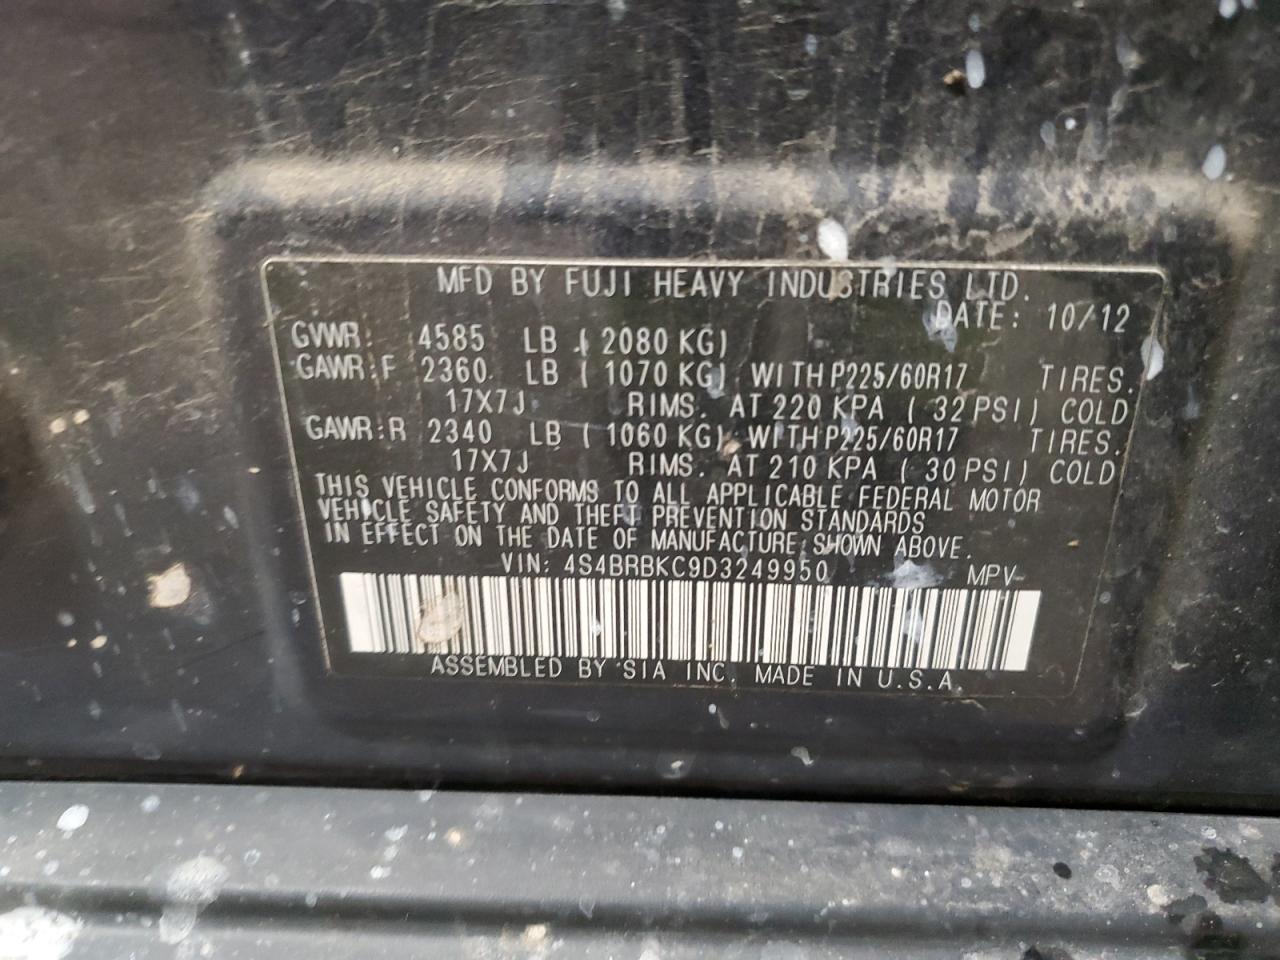 MFD BY FUJI HEAVY INDUSTRIES LTD.
DATE: 10/12
GVWR: 4585 LB ( 2080 KG)
GAWR:F 2360 LB ( 1070 KG) WITH P225/60R17 TIRES.
17X7J RIMS. AT 220 KPA ( 32 PSI) COLD
GAWR:R 2340 LB ( 1060 KG) WITH P225/60R17 TIRES.
17X7J RIMS. AT 210 KPA ( 30 PSI) COLD
THIS VEHICLE CONFORMS TO ALL APPLICABLE FEDERAL MOTOR
VEHICLE SAFETY AND THEFT PREVENTION STANDARDS
IN EFFECT ON THE DATE OF MANUFACTURE SHOWN ABOVE.
VIN: 4S4BRBKC9D3249950 MPV
ASSEMBLED BY SIA INC. MADE IN U.S.A.